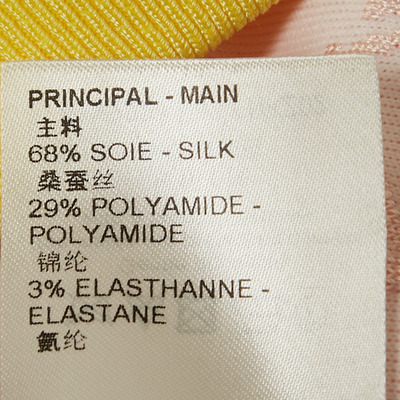 PRINCIPAL - MAIN
主料
68% SOIE - SILK
桑蚕丝
29% POLYAMIDE -
POLYAMIDE
锦纶
3% ELASTHANNE -
ELASTANE
氨纶